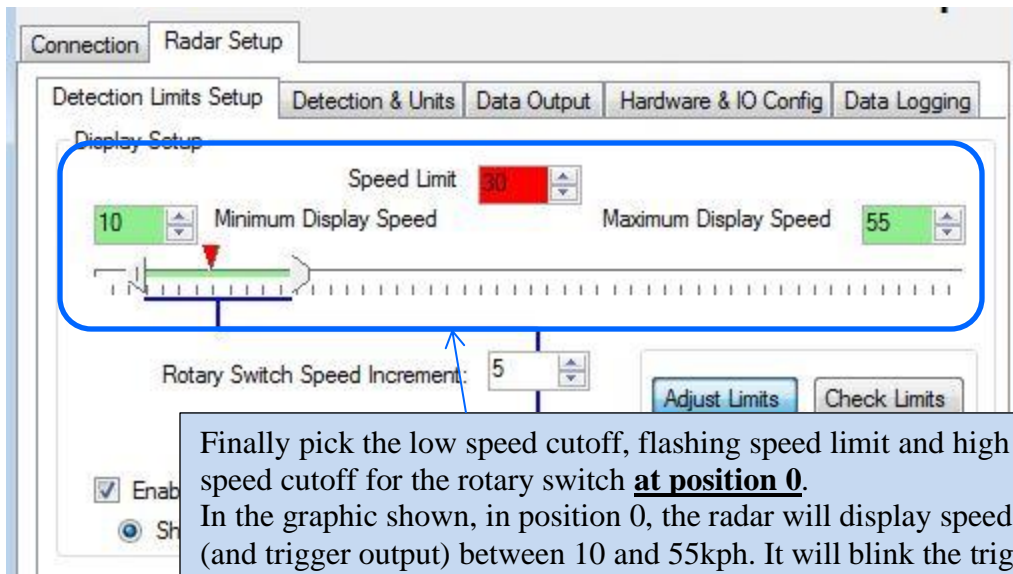 Connection Radar Setup
Detection Limits Setup Detection & Units Data Output Hardware & IO Config Data Logging
Display Setup
Speed Limit 30
10 Minimum Display Speed Maximum Display Speed 55
Rotary Switch Speed Increment: 5
Adjust Limits Check Limits
Finally pick the low speed cutoff, flashing speed limit and high
speed cutoff for the rotary switch at position 0.
Enab
In the graphic shown, in position 0, the radar will display speed
Sh
(and trigger output) between 10 and 55kph. It will blink the trig